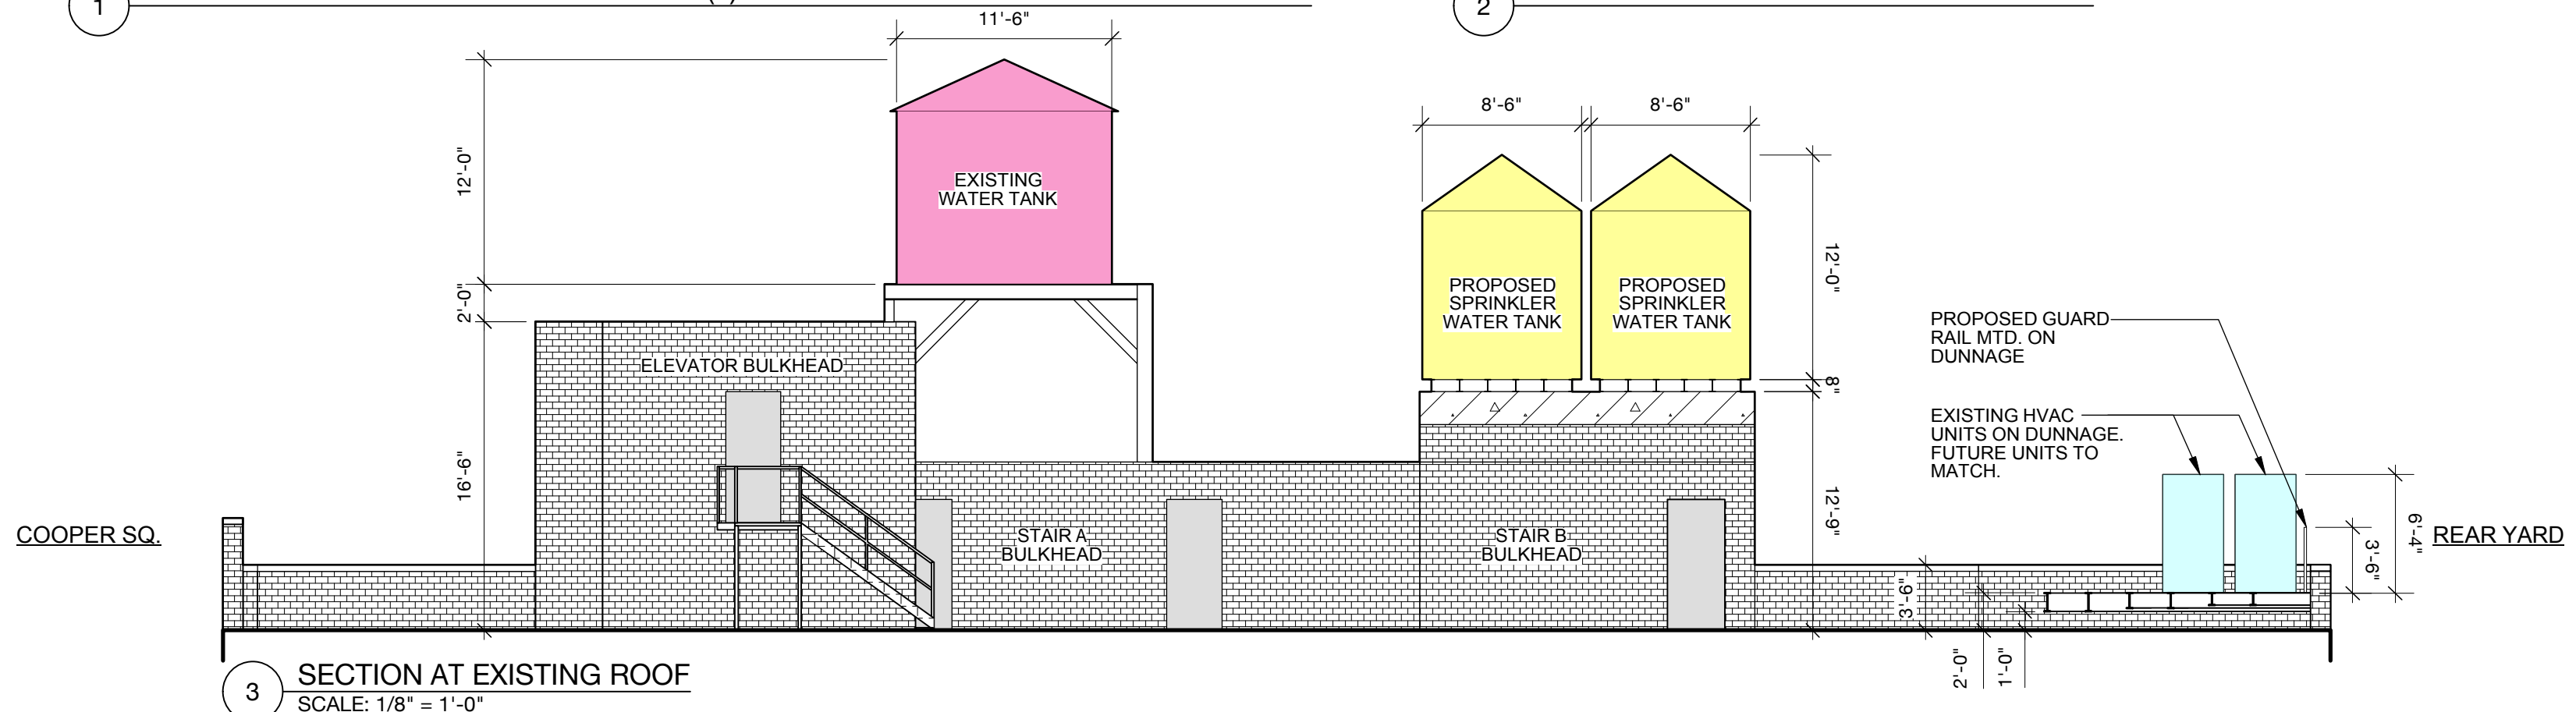 1
2
11'-6"
8'-6"
8'-6"
12'-0"
2'-0"
16'-6"
EXISTING
WATER TANK
PROPOSED
SPRINKLER
WATER TANK
PROPOSED
SPRINKLER
WATER TANK
12'-0"
8"
12'-9"
PROPOSED GUARD
RAIL MTD. ON
DUNNAGE
EXISTING HVAC
UNITS ON DUNNAGE.
FUTURE UNITS TO
MATCH.
ELEVATOR BULKHEAD
STAIR A
BULKHEAD
STAIR B
BULKHEAD
COOPER SQ.
REAR YARD
3'-6"
2'-0"
1'-0"
3'-6"
6'-4"
3
SECTION AT EXISTING ROOF
SCALE: 1/8" = 1'-0"